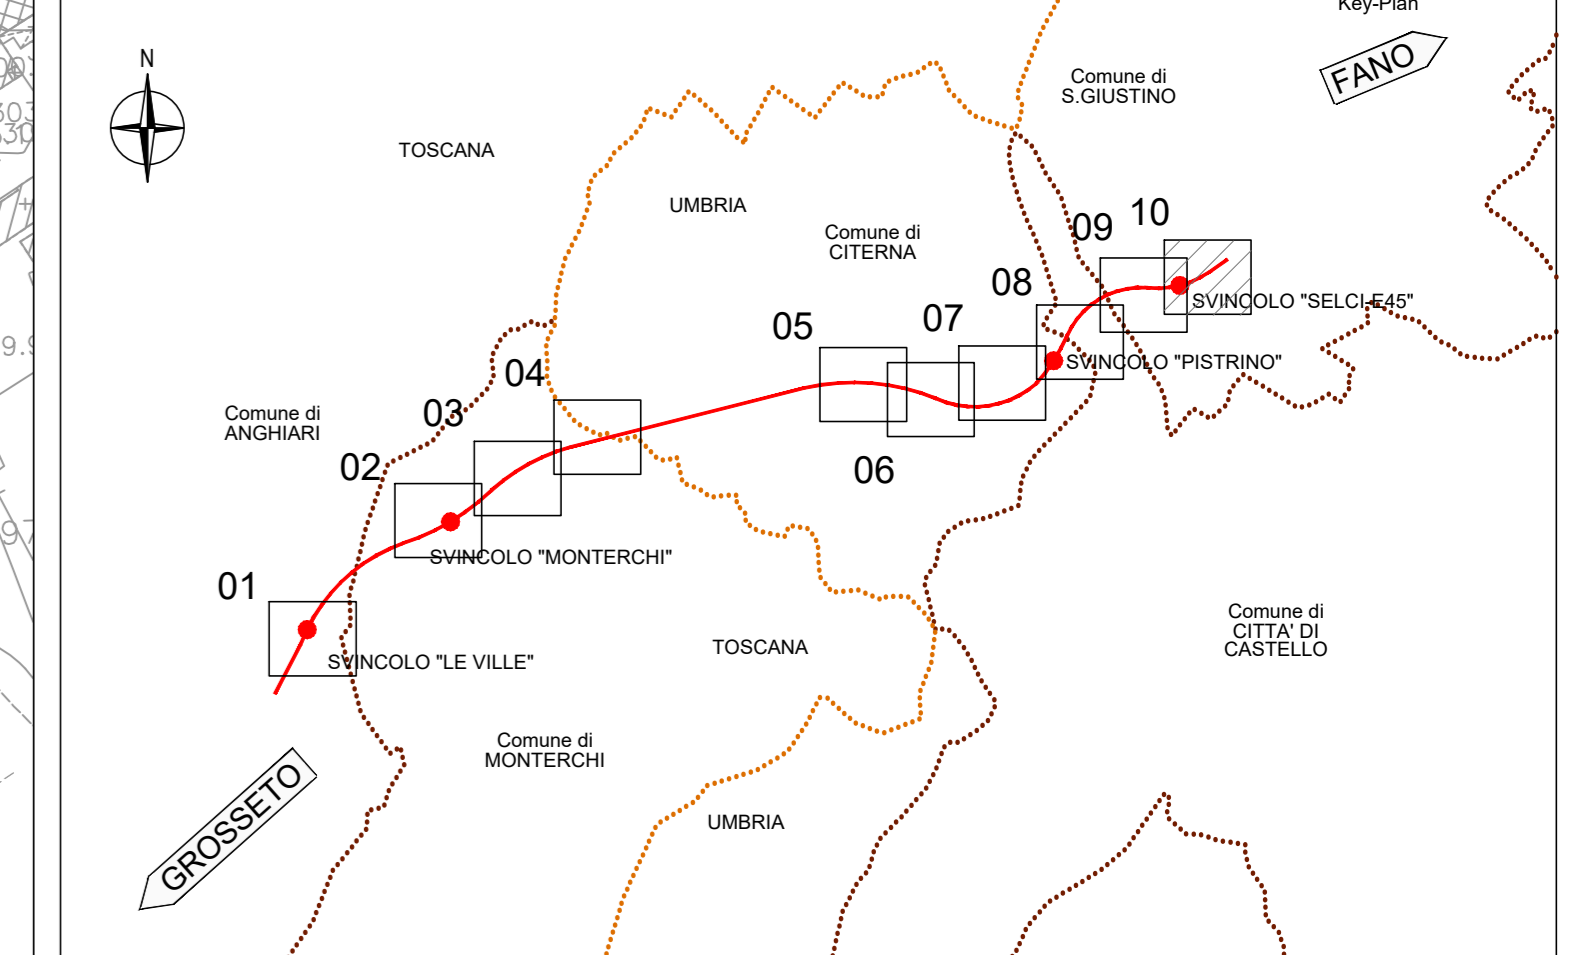 Key-Plan
N
FANO
Comune di
S.GIUSTINO
TOSCANA
UMBRIA
Comune di
CITERNA
10
09
08
07
05
SVINCOLO "SELCI-E45"
SVINCOLO "PISTRINO"
04
03
Comune di
ANGHIARI
02
06
SVINCOLO "MONTERCHI"
01
SVINCOLO "LE VILLE"
TOSCANA
Comune di
CITTA' DI
CASTELLO
Comune di
MONTERCHI
GROSSETO
UMBRIA